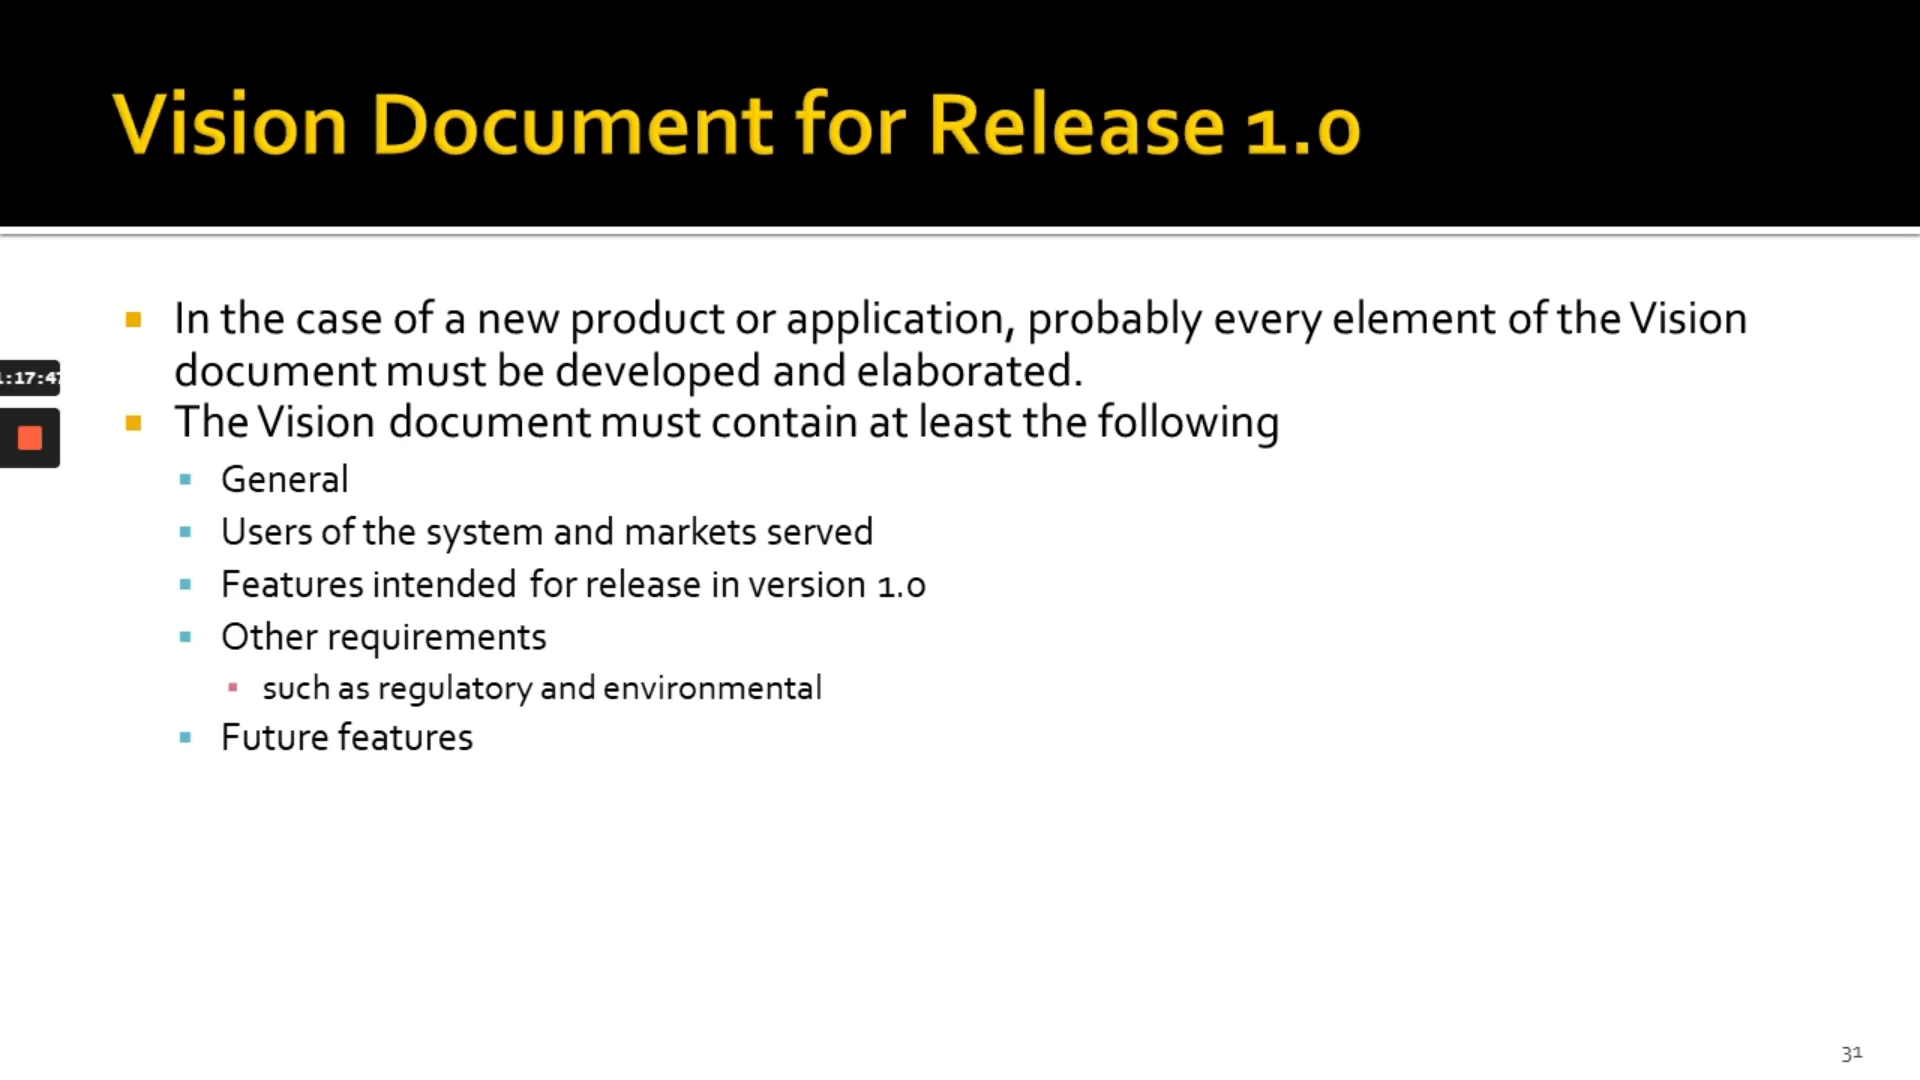 Vision Document for Release 1.0
In the case of a new product or application, probably every element of the Vision
document must be developed and elaborated.
The Vision document must contain at least the following
General
Users of the system and markets served
Features intended for release in version 1.0
Other requirements
such as regulatory and environmental
Future features
31